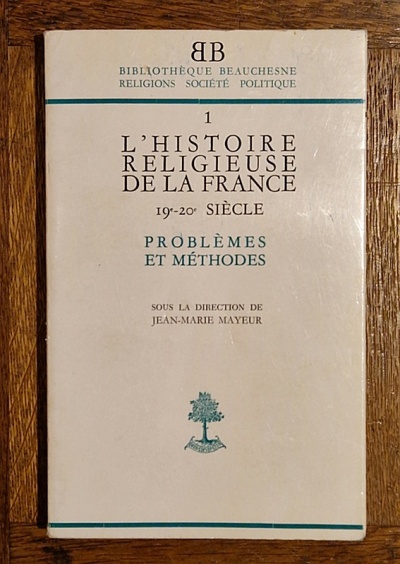 BB
BIBLIOTHÈQUE BEAUCHESNE
RELIGIONS SOCIÉTÉ POLITIQUE
1
L'HISTOIRE
RELIGIEUSE
DE LA FRANCE
19e-20e SIÈCLE
PROBLÈMES
ET MÉTHODES
SOUS LA DIRECTION DE
JEAN-MARIE MAYEUR